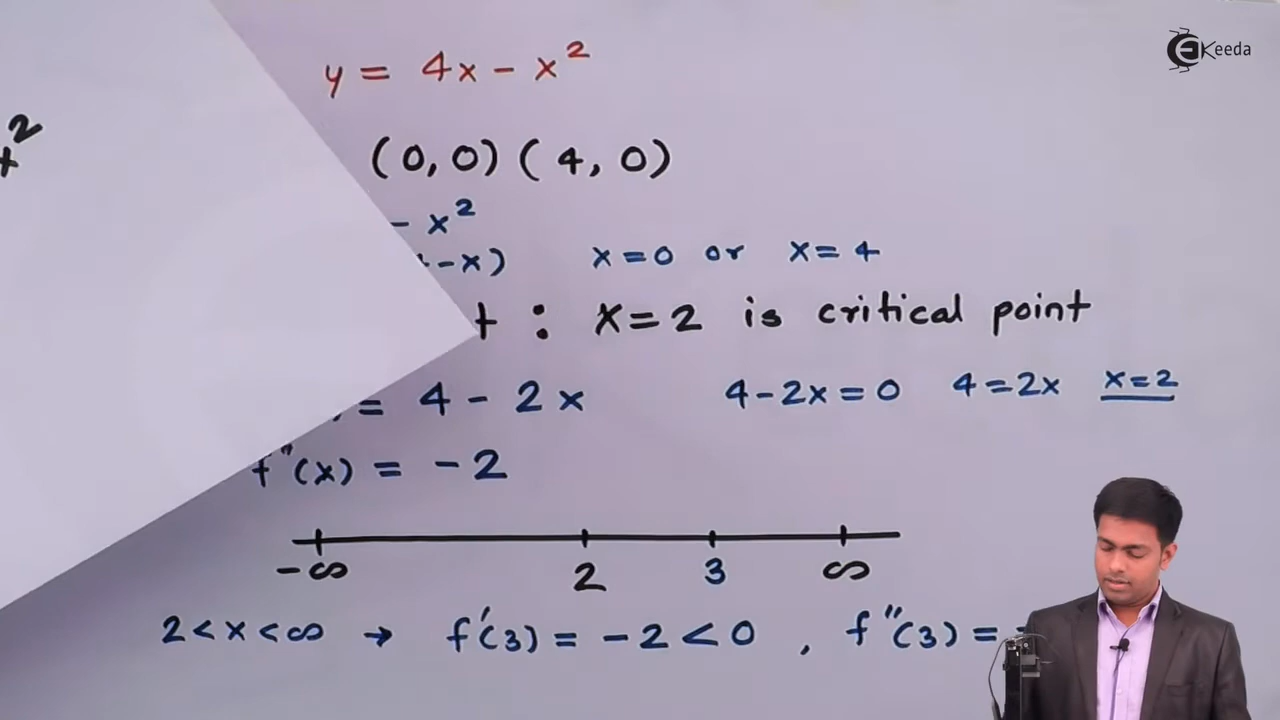 EKeeda
y = 4x - x²
x²
(0,0) (4,0)
- x²
-x) x=0 or x=4
t : x=2 is critical point
= 4 - 2x 4-2x=0 4=2x x=2
f"(x) = -2
-∞ 2 3 ∞
2<x<∞ → f'(3) = -2<0 , f"(3) =